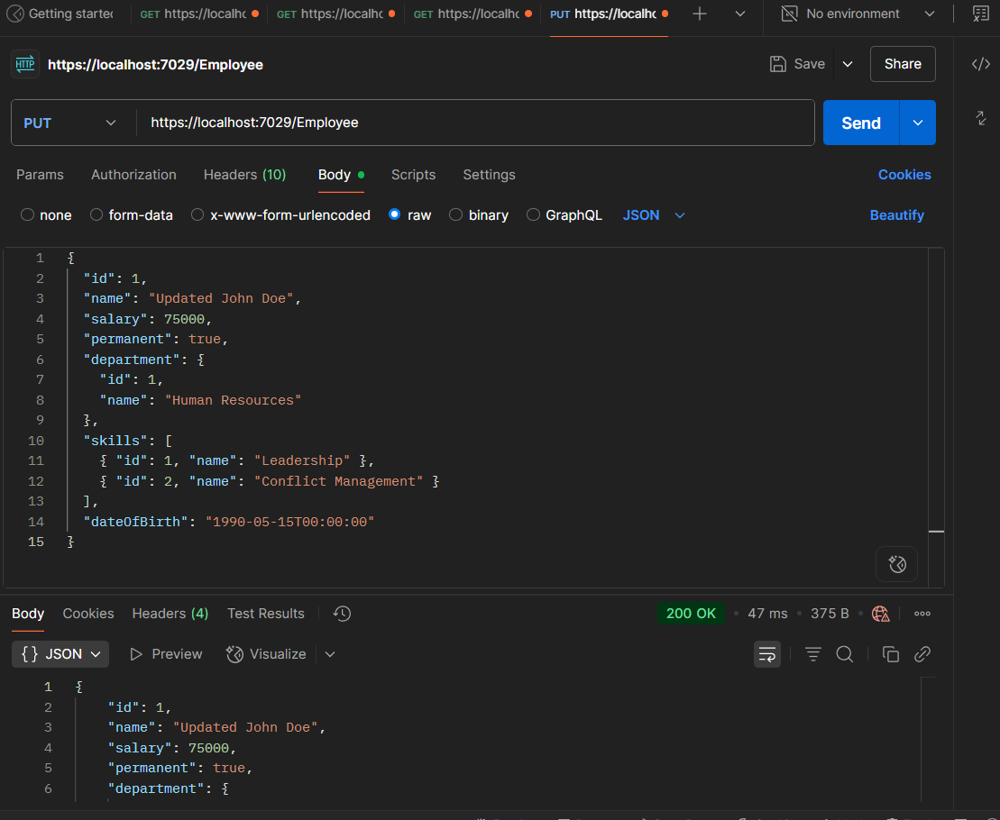 Getting started GET https://localhc GET https://localhc GET https://localhc PUT https://localhc No environment
HTTP https://localhost:7029/Employee Save Share
PUT https://localhost:7029/Employee Send
Params Authorization Headers (10) Body Scripts Settings Cookies
none form-data x-www-form-urlencoded raw binary GraphQL JSON Beautify
1 {
2 "id": 1,
3 "name": "Updated John Doe",
4 "salary": 75000,
5 "permanent": true,
6 "department": {
7 "id": 1,
8 "name": "Human Resources"
9 },
10 "skills": [
11 { "id": 1, "name": "Leadership" },
12 { "id": 2, "name": "Conflict Management" }
13 ],
14 "dateOfBirth": "1990-05-15T00:00:00"
15 }
Body Cookies Headers (4) Test Results 200 OK • 47 ms • 375 B •
{} JSON Preview Visualize
1 {
2 "id": 1,
3 "name": "Updated John Doe",
4 "salary": 75000,
5 "permanent": true,
6 "department": {